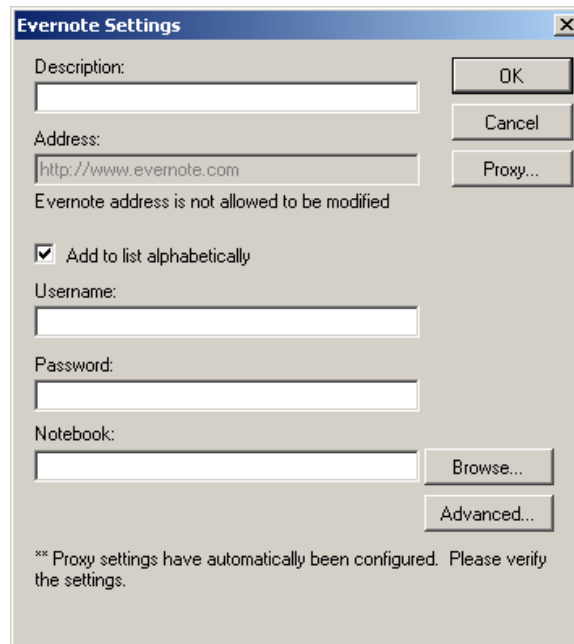 Evernote Settings
Description:
OK
Cancel
Address:
http://www.evernote.com
Proxy...
Evernote address is not allowed to be modified
Add to list alphabetically
Username:
Password:
Notebook:
Browse...
Advanced...
** Proxy settings have automatically been configured.  Please verify
the settings.